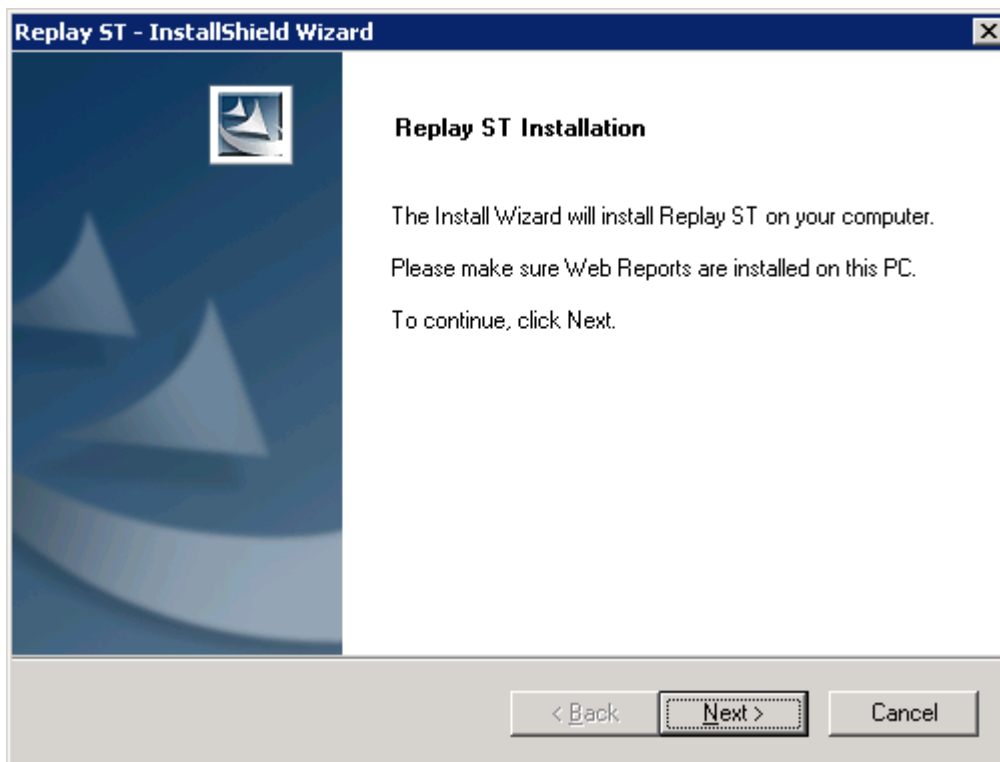 Replay ST - InstallShield Wizard
Replay ST Installation
The Install Wizard will install Replay ST on your computer.
Please make sure Web Reports are installed on this PC.
To continue, click Next.
< Back
Next >
Cancel